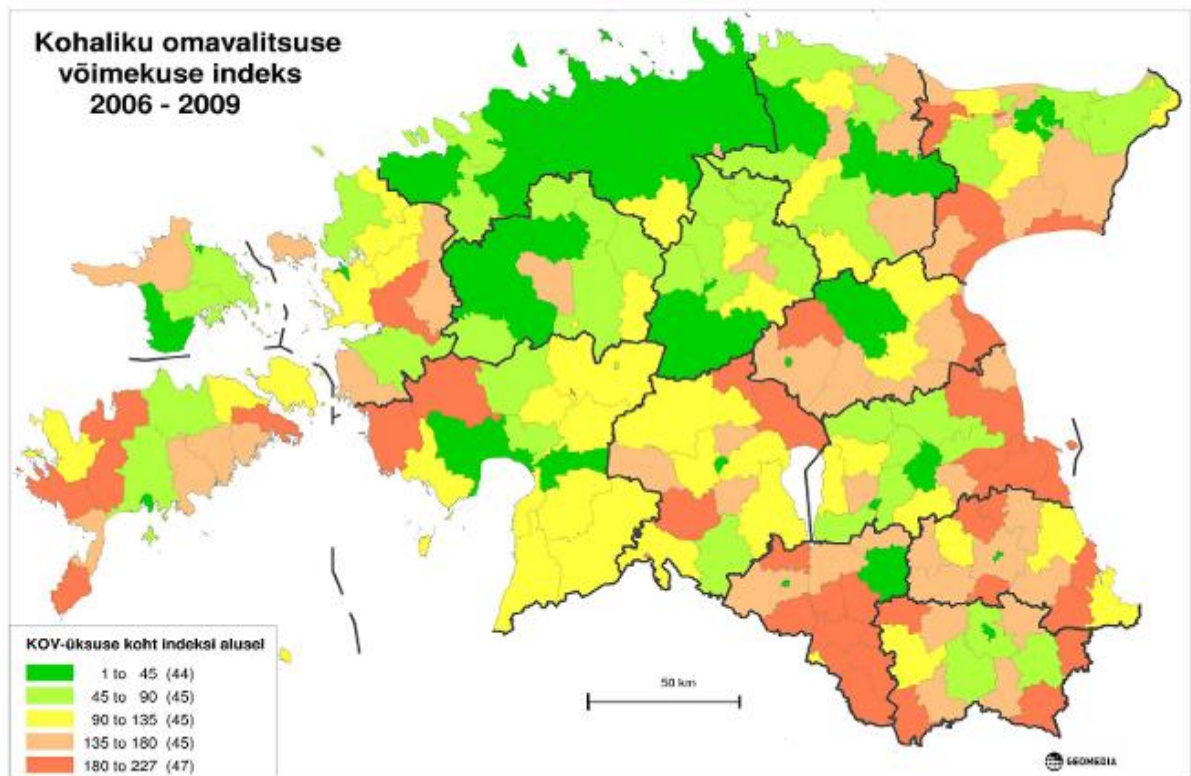 Kohaliku omavalitsuse
võimekuse indeks
2006 - 2009
50 km
KOV-üksuse koht indeksi alusel
1 to 45 (44)
45 to 90 (45)
90 to 135 (45)
135 to 180 (45)
180 to 227 (47)
GEOMEDIA